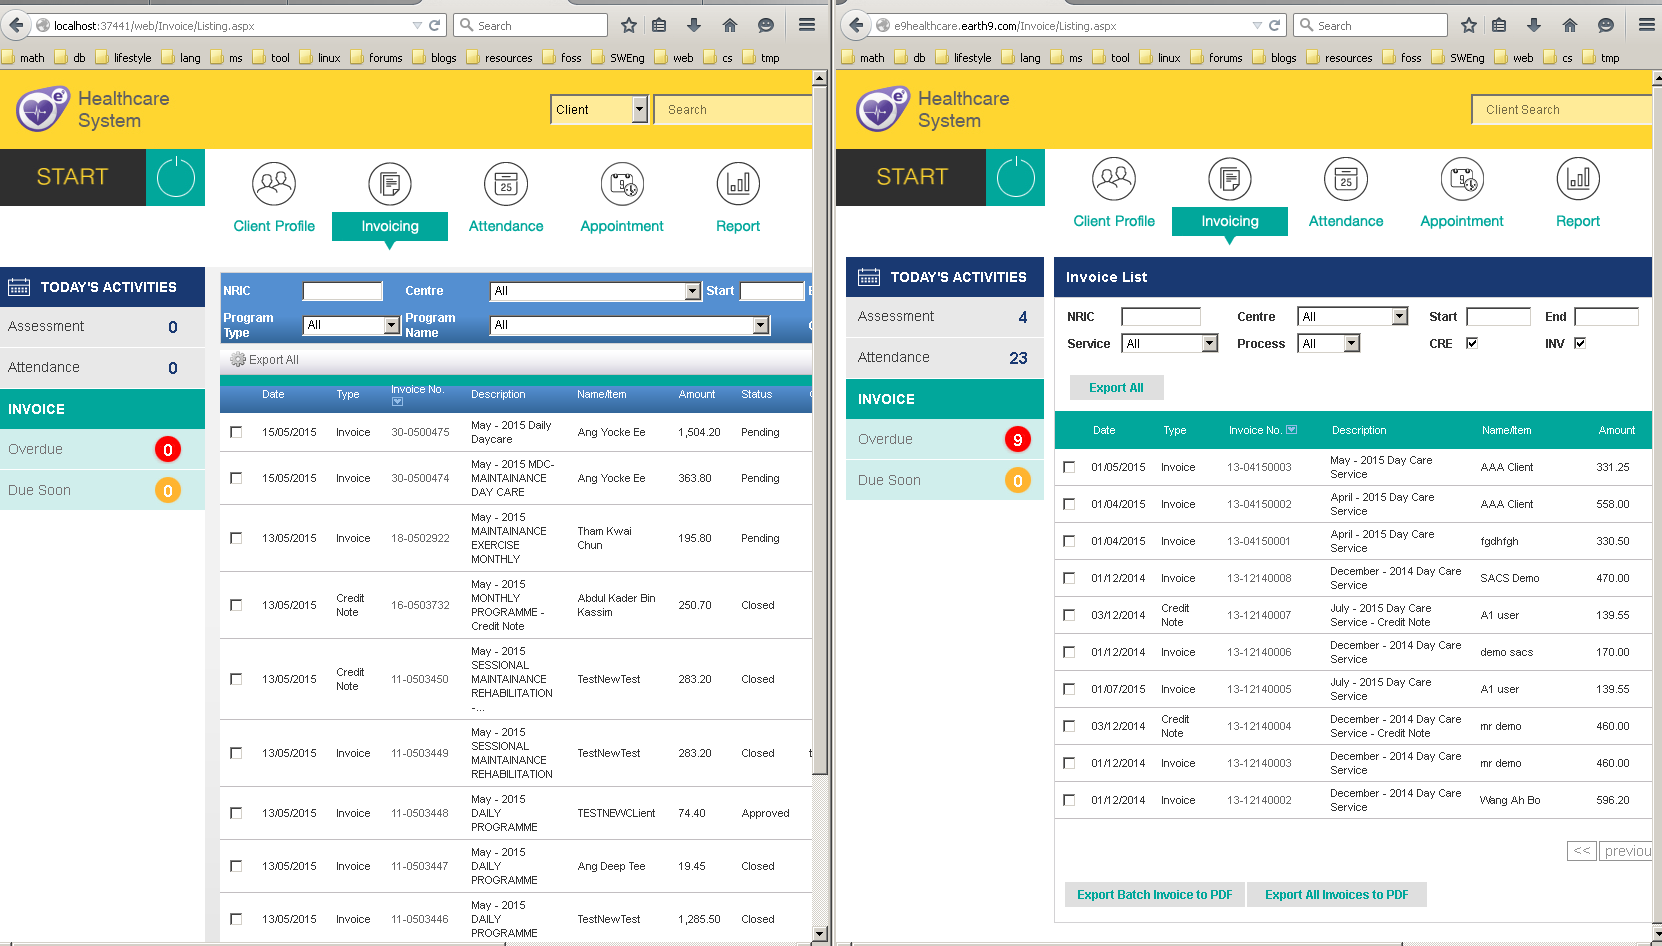 localhost:37441/web/Invoice/Listing.aspx
Search
math db lifestyle lang ms tool linux forums blogs resources foss SWEng web cs tmp
Healthcare
System
Client
Search
START
25
Client Profile Invoicing Attendance Appointment Report
TODAY'S ACTIVITIES
Assessment 0
Attendance 0
INVOICE
Overdue 0
Due Soon 0
NRIC Centre All Start
Program
Type All Program
Name All
Export All
Date Type Invoice No. Description Name/Item Amount Status
15/05/2015 Invoice 30-0500475 May - 2015 Daily
Daycare Ang Yocke Ee 1,504.20 Pending
15/05/2015 Invoice 30-0500474 May - 2015 MDC-
MAINTAINANCE
DAY CARE Ang Yocke Ee 363.80 Pending
13/05/2015 Invoice 18-0502922 May - 2015
MAINTAINANCE
EXERCISE
MONTHLY Tham Kwai
Chun 195.80 Pending
13/05/2015 Credit
Note 16-0503732 May - 2015
MONTHLY
PROGRAMME -
Credit Note Abdul Kader Bin
Kassim 250.70 Closed
13/05/2015 Credit
Note 11-0503450 May - 2015
SESSIONAL
MAINTAINANCE
REHABILITATION
-... TestNewTest 283.20 Closed
13/05/2015 Invoice 11-0503449 May - 2015
SESSIONAL
MAINTAINANCE
REHABILITATION TestNewTest 283.20 Closed
13/05/2015 Invoice 11-0503448 May - 2015
DAILY
PROGRAMME TESTNEWCLient 74.40 Approved
13/05/2015 Invoice 11-0503447 May - 2015
DAILY
PROGRAMME Ang Deep Tee 19.45 Closed
13/05/2015 Invoice 11-0503446 May - 2015
DAILY
PROGRAMME TestNewTest 1,285.50 Closed
e9healthcare.earth9.com/Invoice/Listing.aspx
Search
math db lifestyle lang ms tool linux forums blogs resources foss SWEng web cs tmp
Healthcare
System
Client Search
START
25
Client Profile Invoicing Attendance Appointment Report
TODAY'S ACTIVITIES
Assessment 4
Attendance 23
INVOICE
Overdue 9
Due Soon 0
Invoice List
NRIC Centre All Start End
Service All Process All CRE INV
Export All
Date Type Invoice No. Description Name/Item Amount
01/05/2015 Invoice 13-04150003 May - 2015 Day Care
Service AAA Client 331.25
01/04/2015 Invoice 13-04150002 April - 2015 Day Care
Service AAA Client 558.00
01/04/2015 Invoice 13-04150001 April - 2015 Day Care
Service fgdhfgh 330.50
01/12/2014 Invoice 13-12140008 December - 2014 Day Care
Service SACS Demo 470.00
03/12/2014 Credit
Note 13-12140007 July - 2015 Day Care
Service - Credit Note A1 user 139.55
01/12/2014 Invoice 13-12140006 December - 2014 Day Care
Service demo sacs 170.00
01/07/2015 Invoice 13-12140005 July - 2015 Day Care
Service A1 user 139.55
03/12/2014 Credit
Note 13-12140004 December - 2014 Day Care
Service - Credit Note mr demo 460.00
01/12/2014 Invoice 13-12140003 December - 2014 Day Care
Service mr demo 460.00
01/12/2014 Invoice 13-12140002 December - 2014 Day Care
Service Wang Ah Bo 596.20
<< previou
Export Batch Invoice to PDF Export All Invoices to PDF